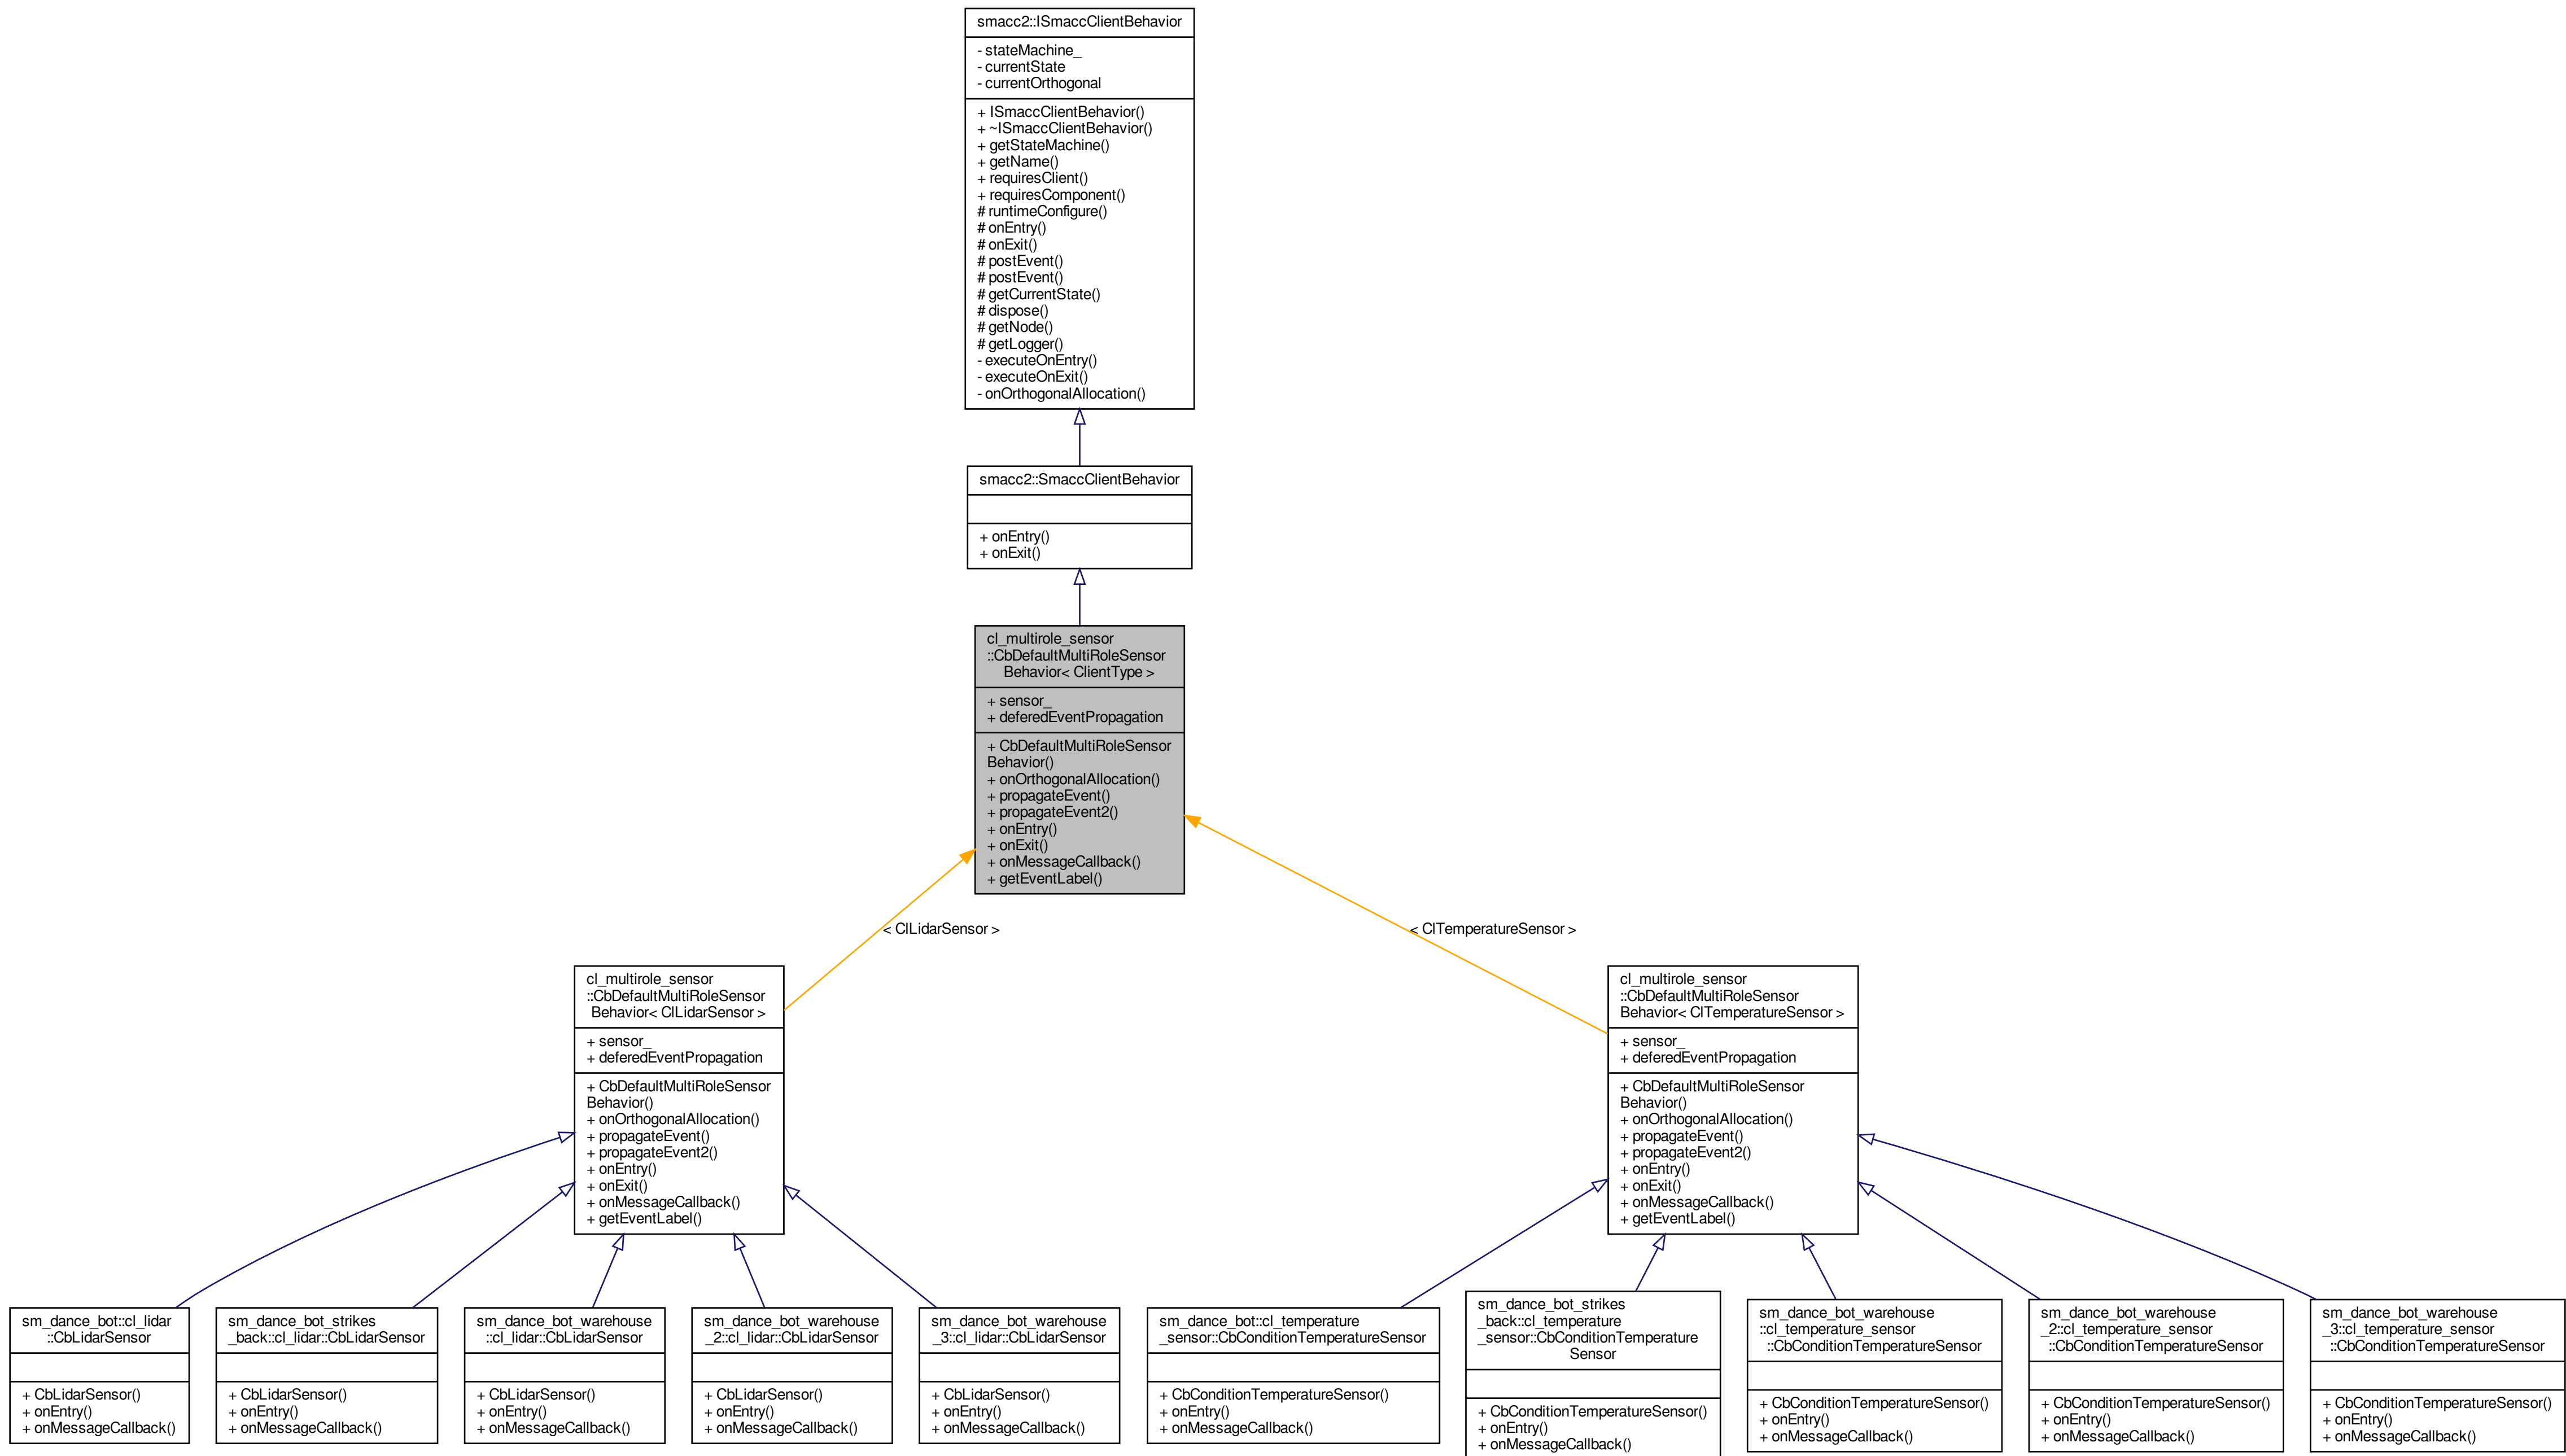 smacc2::ISmaccClientBehavior
- stateMachine_
- currentState
- currentOrthogonal
+ ISmaccClientBehavior()
+ ~ISmaccClientBehavior()
+ getStateMachine()
+ getName()
+ requiresClient()
+ requiresComponent()
# runtimeConfigure()
# onEntry()
# onExit()
# postEvent()
# postEvent()
# getCurrentState()
# dispose()
# getNode()
# getLogger()
- executeOnEntry()
- executeOnExit()
- onOrthogonalAllocation()
smacc2::SmaccClientBehavior
+ onEntry()
+ onExit()
cl_multirole_sensor
::CbDefaultMultiRoleSensor
Behavior< ClientType >
+ sensor_
+ deferedEventPropagation
+ CbDefaultMultiRoleSensor
Behavior()
+ onOrthogonalAllocation()
+ propagateEvent()
+ propagateEvent2()
+ onEntry()
+ onExit()
+ onMessageCallback()
+ getEventLabel()
< ClLidarSensor >
< ClTemperatureSensor >
cl_multirole_sensor
::CbDefaultMultiRoleSensor
Behavior< ClLidarSensor >
+ sensor_
+ deferedEventPropagation
+ CbDefaultMultiRoleSensor
Behavior()
+ onOrthogonalAllocation()
+ propagateEvent()
+ propagateEvent2()
+ onEntry()
+ onExit()
+ onMessageCallback()
+ getEventLabel()
cl_multirole_sensor
::CbDefaultMultiRoleSensor
Behavior< ClTemperatureSensor >
+ sensor_
+ deferedEventPropagation
+ CbDefaultMultiRoleSensor
Behavior()
+ onOrthogonalAllocation()
+ propagateEvent()
+ propagateEvent2()
+ onEntry()
+ onExit()
+ onMessageCallback()
+ getEventLabel()
sm_dance_bot::cl_lidar
::CbLidarSensor
+ CbLidarSensor()
+ onEntry()
+ onMessageCallback()
sm_dance_bot_strikes
_back::cl_lidar::CbLidarSensor
+ CbLidarSensor()
+ onEntry()
+ onMessageCallback()
sm_dance_bot_warehouse
::cl_lidar::CbLidarSensor
+ CbLidarSensor()
+ onEntry()
+ onMessageCallback()
sm_dance_bot_warehouse
_2::cl_lidar::CbLidarSensor
+ CbLidarSensor()
+ onEntry()
+ onMessageCallback()
sm_dance_bot_warehouse
_3::cl_lidar::CbLidarSensor
+ CbLidarSensor()
+ onEntry()
+ onMessageCallback()
sm_dance_bot::cl_temperature
_sensor::CbConditionTemperatureSensor
+ CbConditionTemperatureSensor()
+ onEntry()
+ onMessageCallback()
sm_dance_bot_strikes
_back::cl_temperature
_sensor::CbConditionTemperature
Sensor
+ CbConditionTemperatureSensor()
+ onEntry()
+ onMessageCallback()
sm_dance_bot_warehouse
::cl_temperature_sensor
::CbConditionTemperatureSensor
+ CbConditionTemperatureSensor()
+ onEntry()
+ onMessageCallback()
sm_dance_bot_warehouse
_2::cl_temperature_sensor
::CbConditionTemperatureSensor
+ CbConditionTemperatureSensor()
+ onEntry()
+ onMessageCallback()
sm_dance_bot_warehouse
_3::cl_temperature_sensor
::CbConditionTemperatureSensor
+ CbConditionTemperatureSensor()
+ onEntry()
+ onMessageCallback()